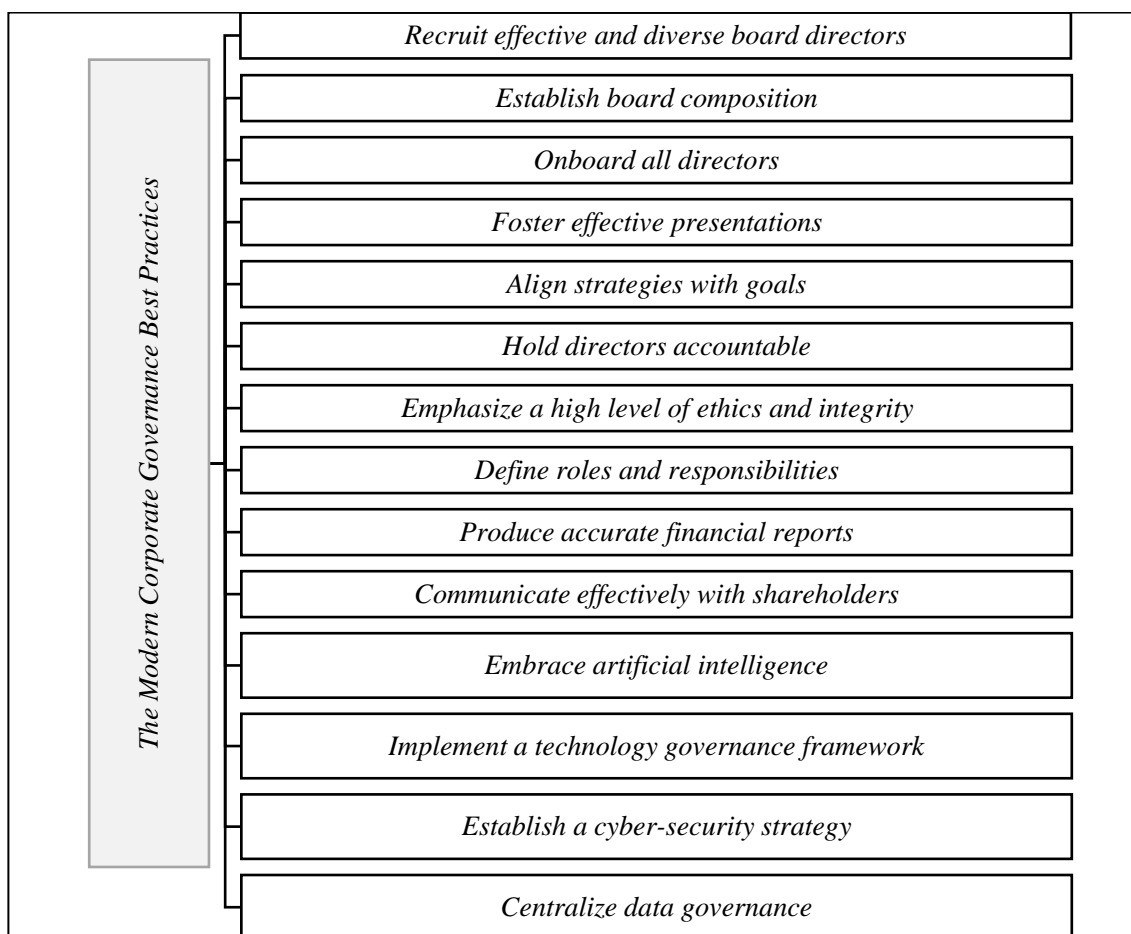 The Modern Corporate Governance Best Practices
Recruit effective and diverse board directors
Establish board composition
Onboard all directors
Foster effective presentations
Align strategies with goals
Hold directors accountable
Emphasize a high level of ethics and integrity
Define roles and responsibilities
Produce accurate financial reports
Communicate effectively with shareholders
Embrace artificial intelligence
Implement a technology governance framework
Establish a cyber-security strategy
Centralize data governance